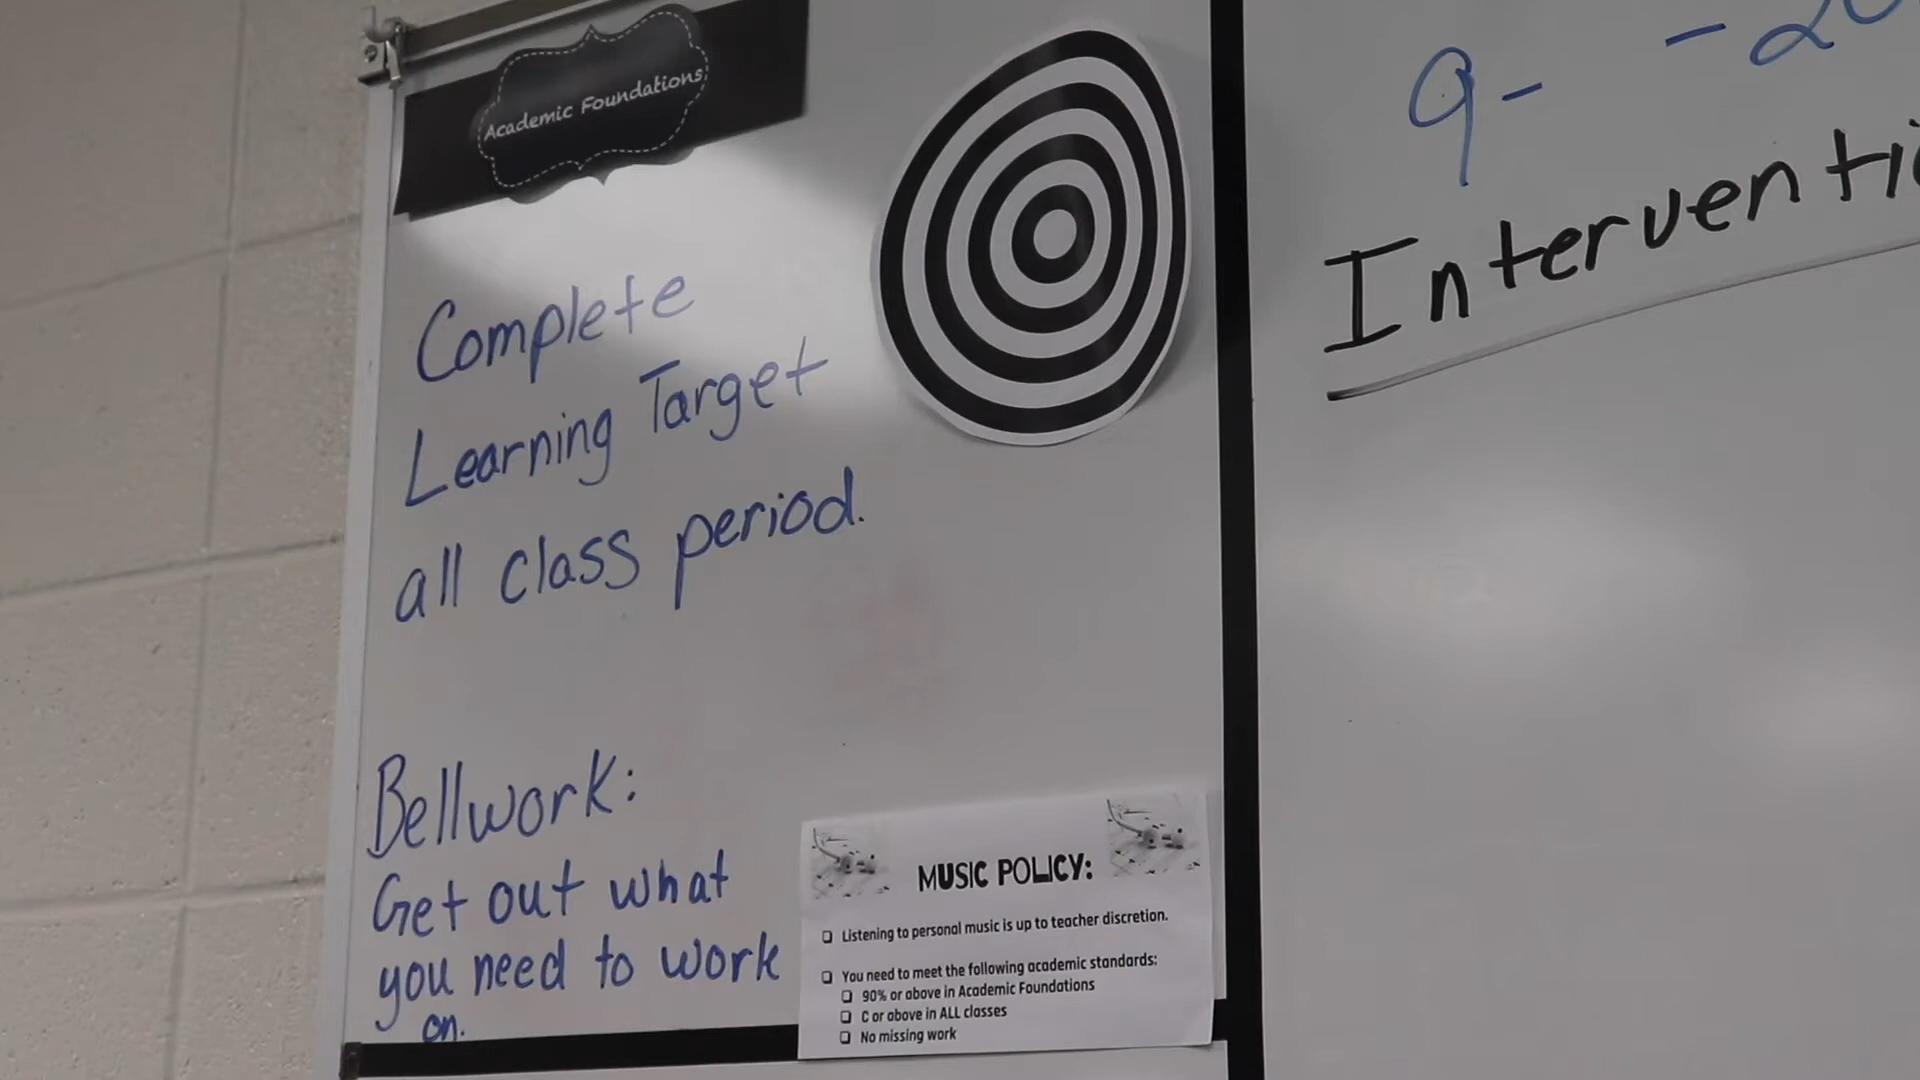 Academic Foundations
Complete
Learning Target
all class period.
Bellwork:
Get out what
you need to work
on.
MUSIC POLICY:
❑ Listening to personal music is up to teacher discretion.
❑ You need to meet the following academic standards:
❑ 90% or above in Academic Foundations
❑ C or above in ALL classes
❑ No missing work
9- -20
Interventi